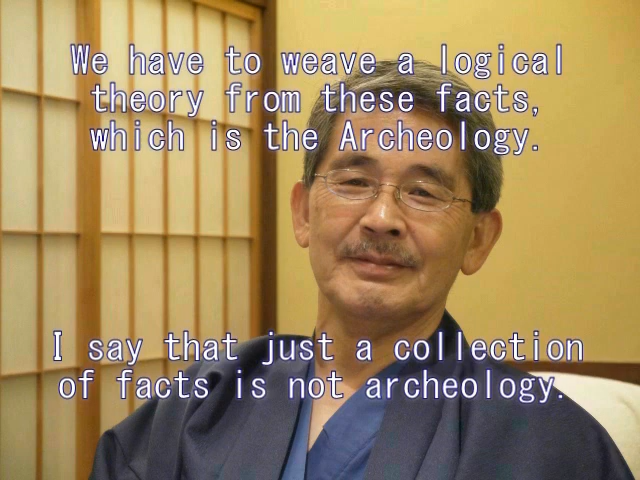 We have to weave a logical
theory from these facts,
which is the Archeology.
I say that just a collection
of facts is not archeology.